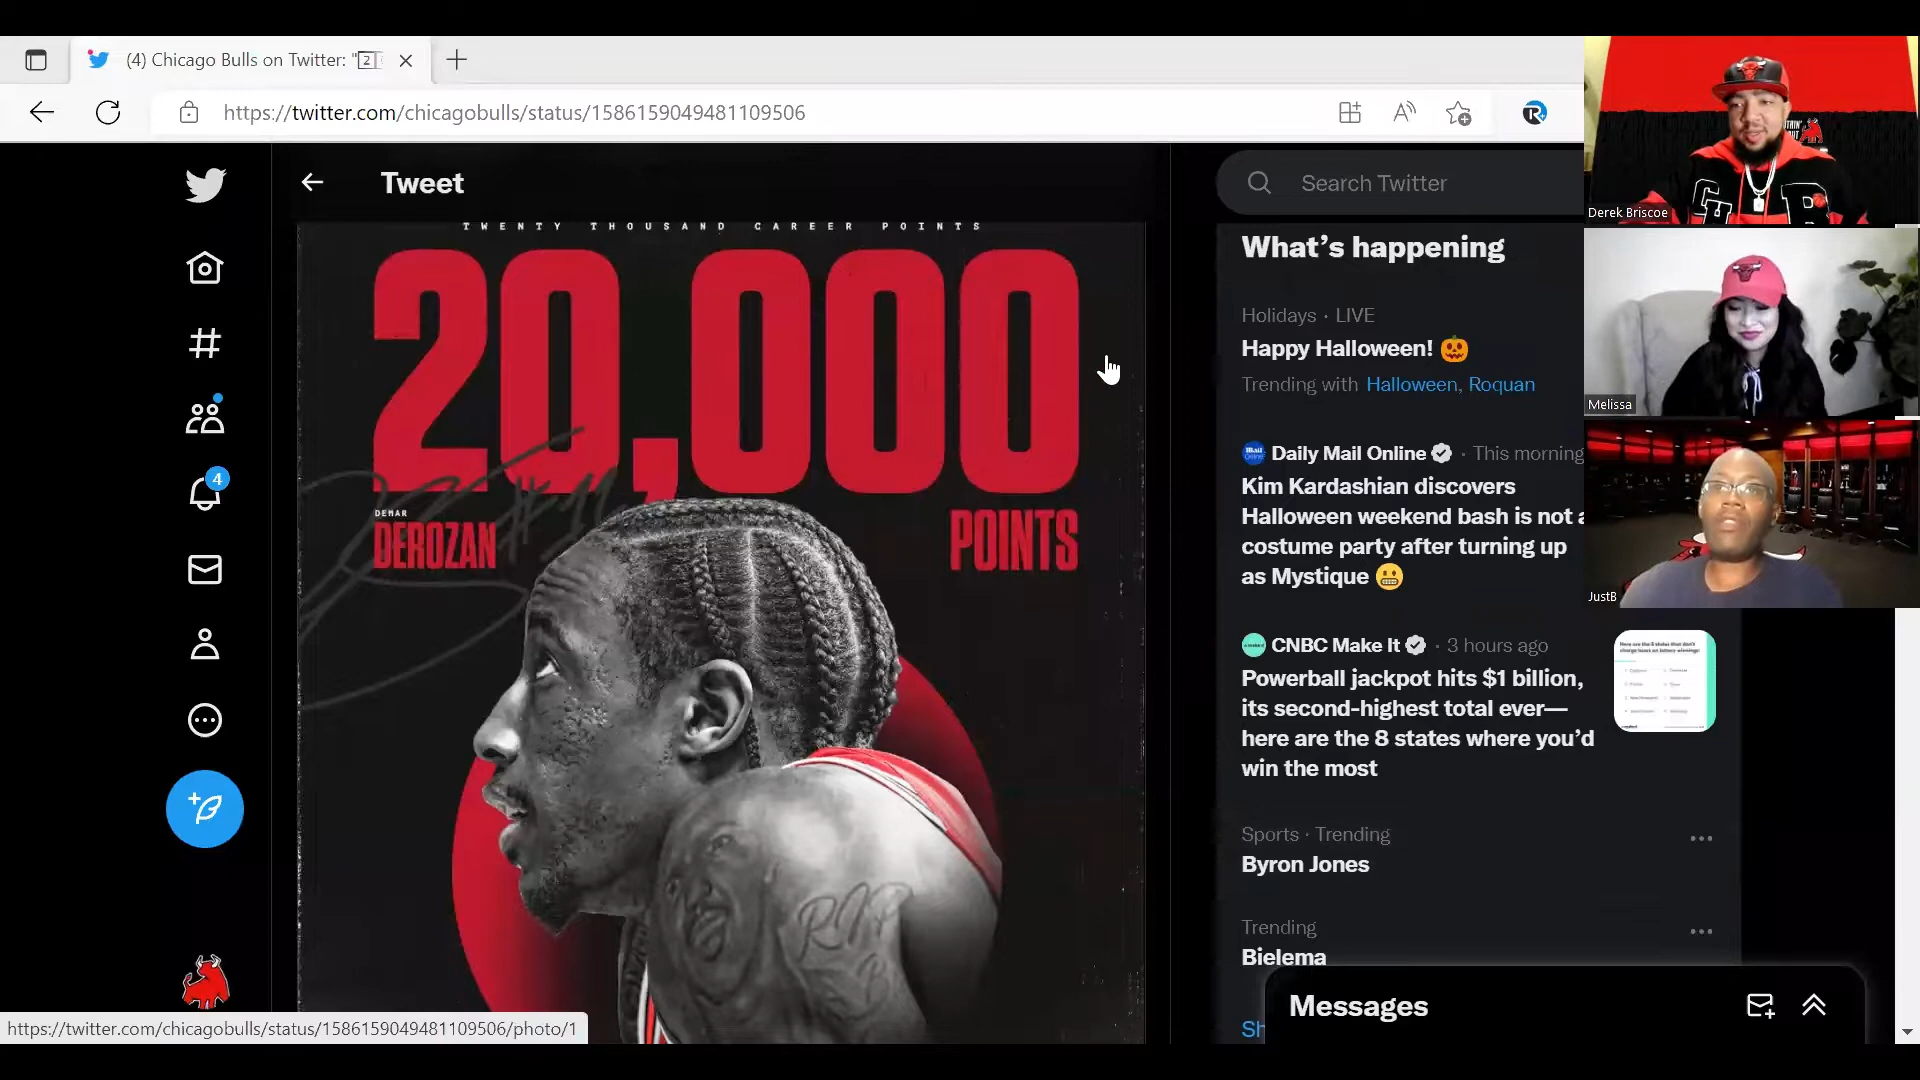 (4) Chicago Bulls on Twitter: "2
https://twitter.com/chicagobulls/status/1586159049481109506
Tweet
Search Twitter
TWENTY THOUSAND CAREER POINTS
20,000
DEMAR
DEROZAN
POINTS
RAP
4
What's happening
Holidays · LIVE
Happy Halloween! 🎃
Trending with Halloween, Roquan
Daily Mail Online · This morning
Kim Kardashian discovers
Halloween weekend bash is not a
costume party after turning up
as Mystique 😬
CNBC Make It · 3 hours ago
Powerball jackpot hits $1 billion,
its second-highest total ever—
here are the 8 states where you'd
win the most
Sports · Trending
Byron Jones
Trending
Bielema
Sh
Messages
https://twitter.com/chicagobulls/status/1586159049481109506/photo/1
Derek Briscoe
Melissa
JustB